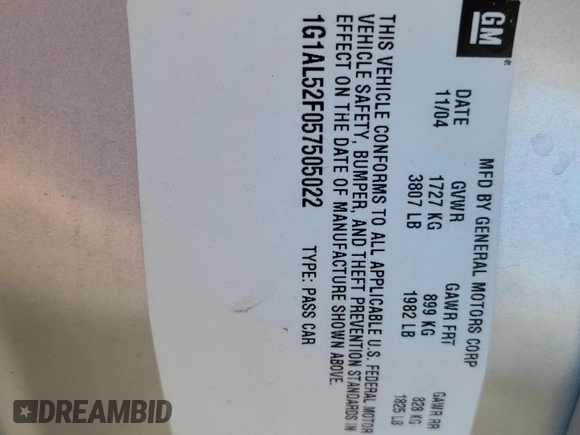 GM
®
MFD BY GENERAL MOTORS CORP
DATE GVWR GAWR FRT GAWR RR
11/04 1727 KG 899 KG 828 KG
3807 LB 1982 LB 1825 LB
THIS VEHICLE CONFORMS TO ALL APPLICABLE U.S. FEDERAL MOTOR
VEHICLE SAFETY, BUMPER, AND THEFT PREVENTION STANDARDS IN
EFFECT ON THE DATE OF MANUFACTURE SHOWN ABOVE.
1G1AL52F057505022 TYPE: PASS CAR
DREAMBID